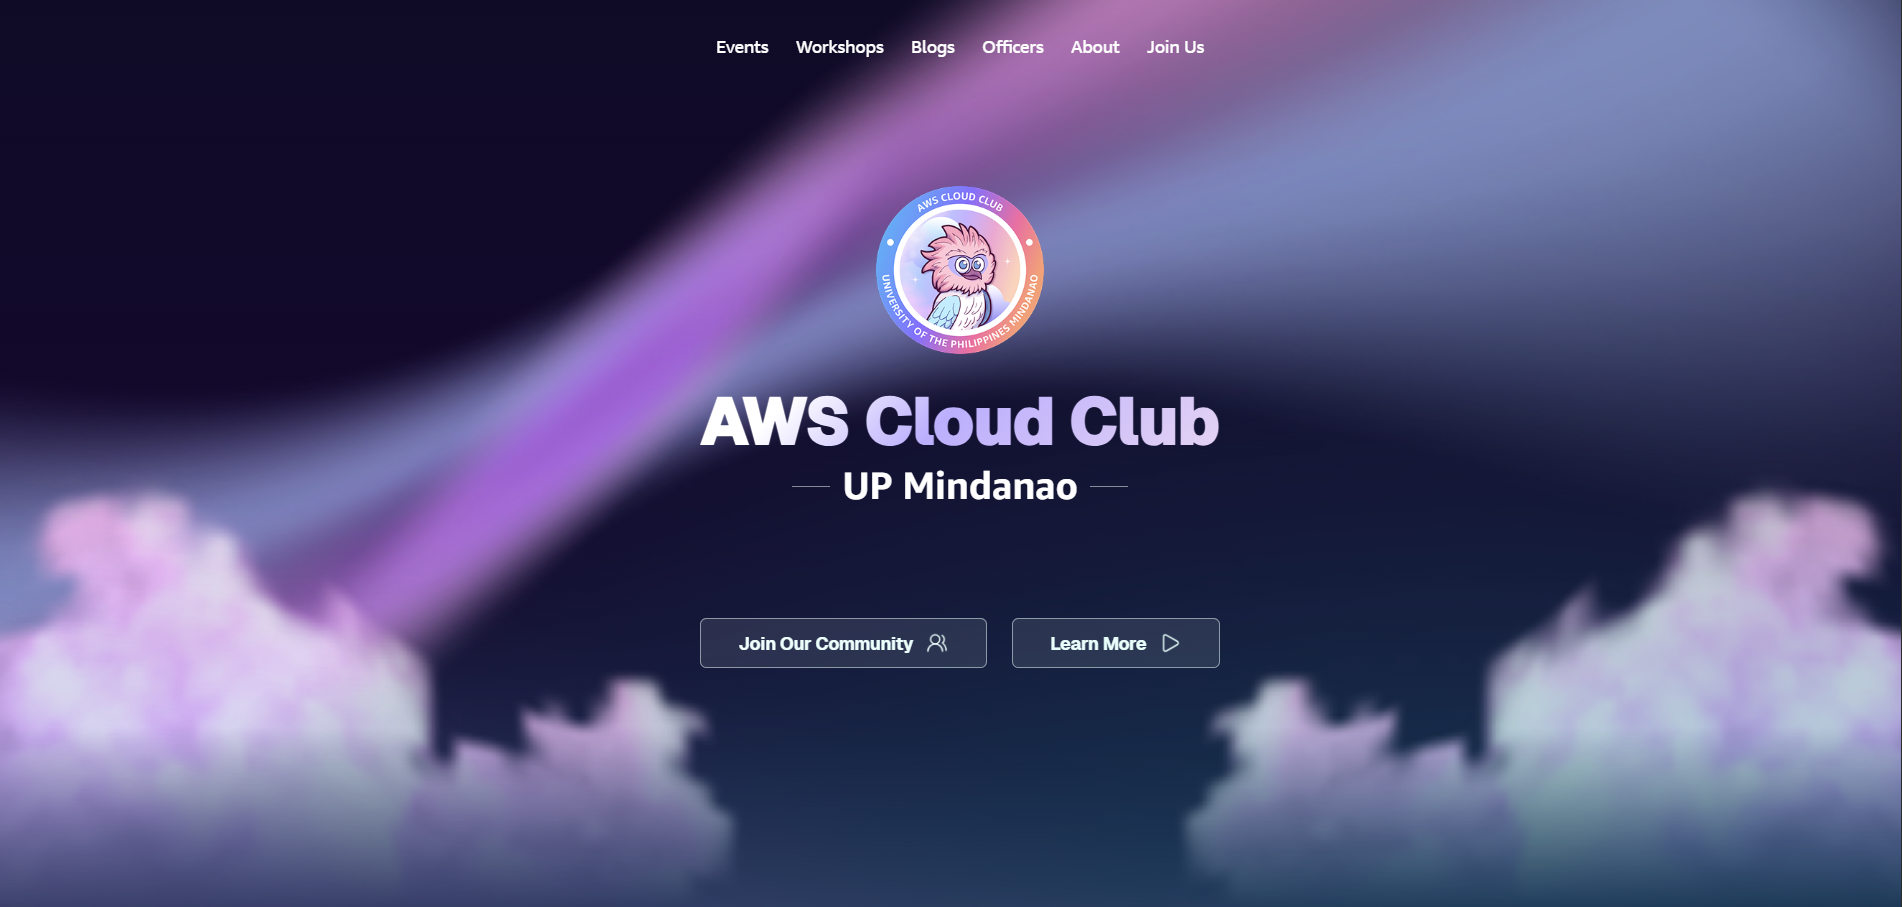 Events Workshops Blogs Officers About Join Us
AWS CLOUD CLUB
UNIVERSITY OF THE PHILIPPINES MINDANAO
AWS Cloud Club
UP Mindanao
Join Our Community Learn More